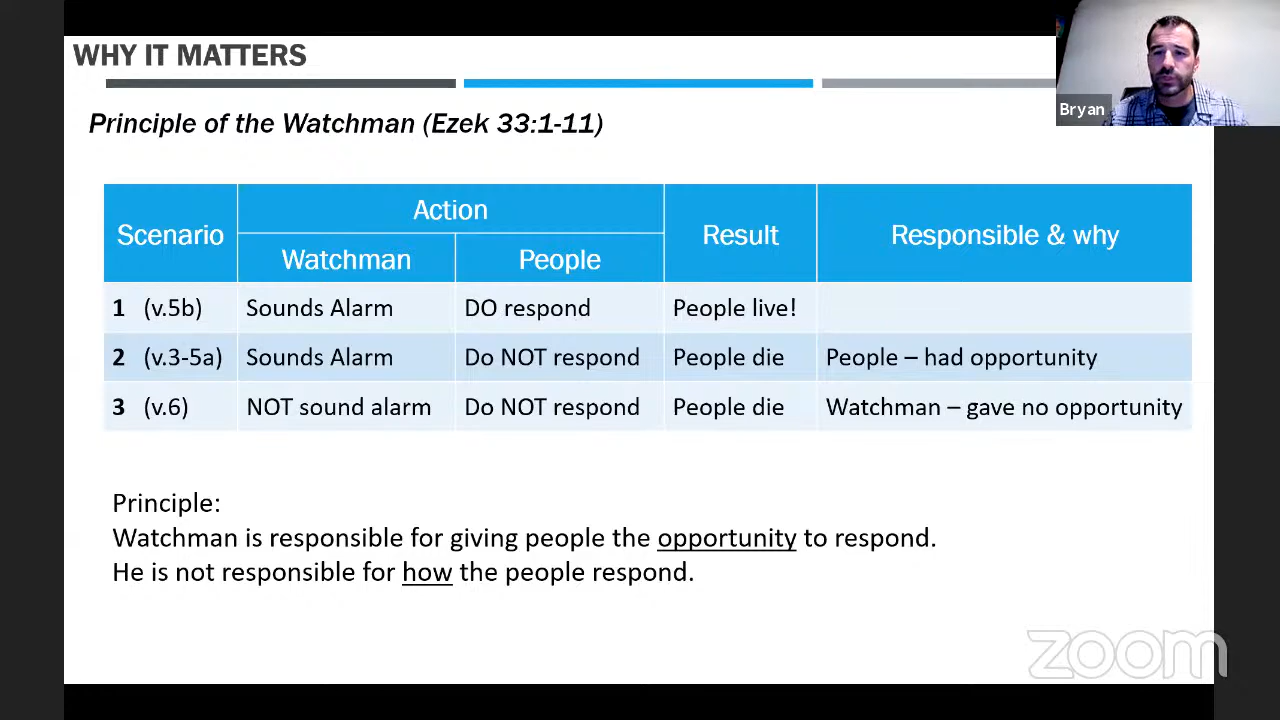 WHY IT MATTERS
Bryan
Principle of the Watchman (Ezek 33:1-11)
Scenario
Action
Watchman
People
Result
Responsible & why
1 (v.5b) Sounds Alarm DO respond People live!
2 (v.3-5a) Sounds Alarm Do NOT respond People die People – had opportunity
3 (v.6) NOT sound alarm Do NOT respond People die Watchman – gave no opportunity
Principle:
Watchman is responsible for giving people the opportunity to respond.
He is not responsible for how the people respond.
zoom